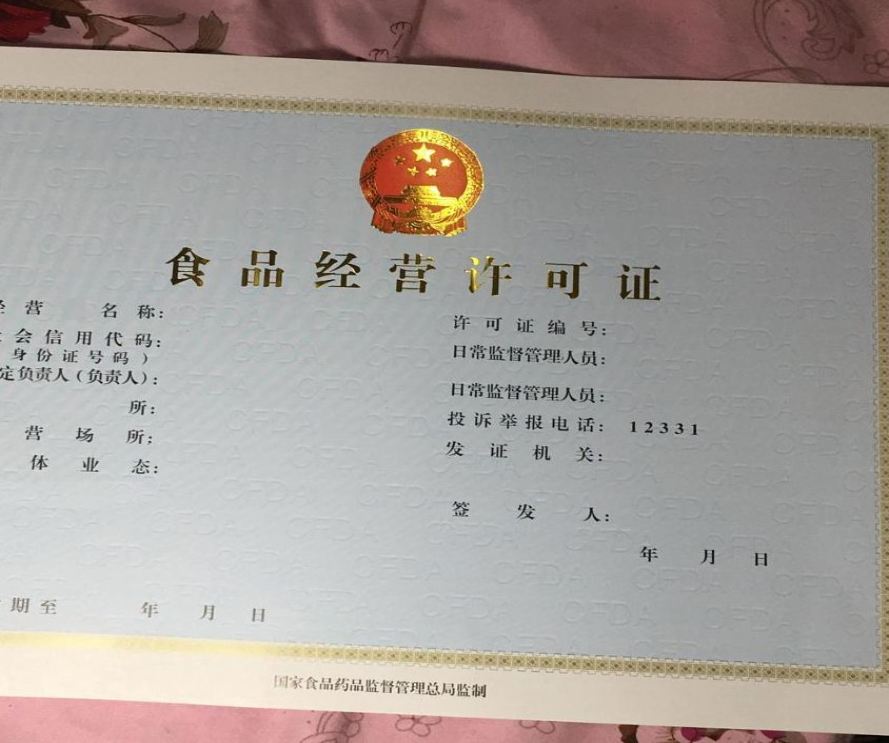 食品经营许可证
营 名称:
会信用代码:
身份证号码)
定负责人(负责人):
所:
营场所:
体业态:
期至 年 月 日
许可证编号:
日常监督管理人员:
日常监督管理人员:
投诉举报电话: 12331
发证机关:
签发人:
年 月 日
国家食品药品监督管理总局监制
CFDA